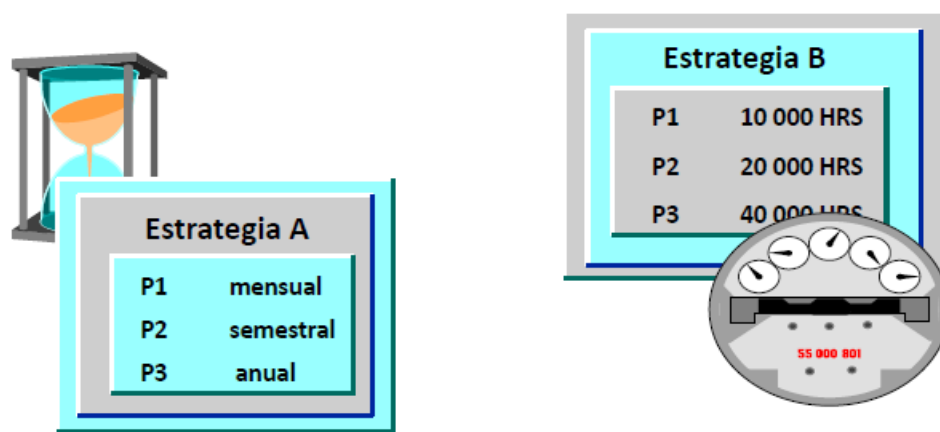 Estrategia A
P1 mensual
P2 semestral
P3 anual
Estrategia B
P1 10 000 HRS
P2 20 000 HRS
P3 40 000 HRS
55 000 801